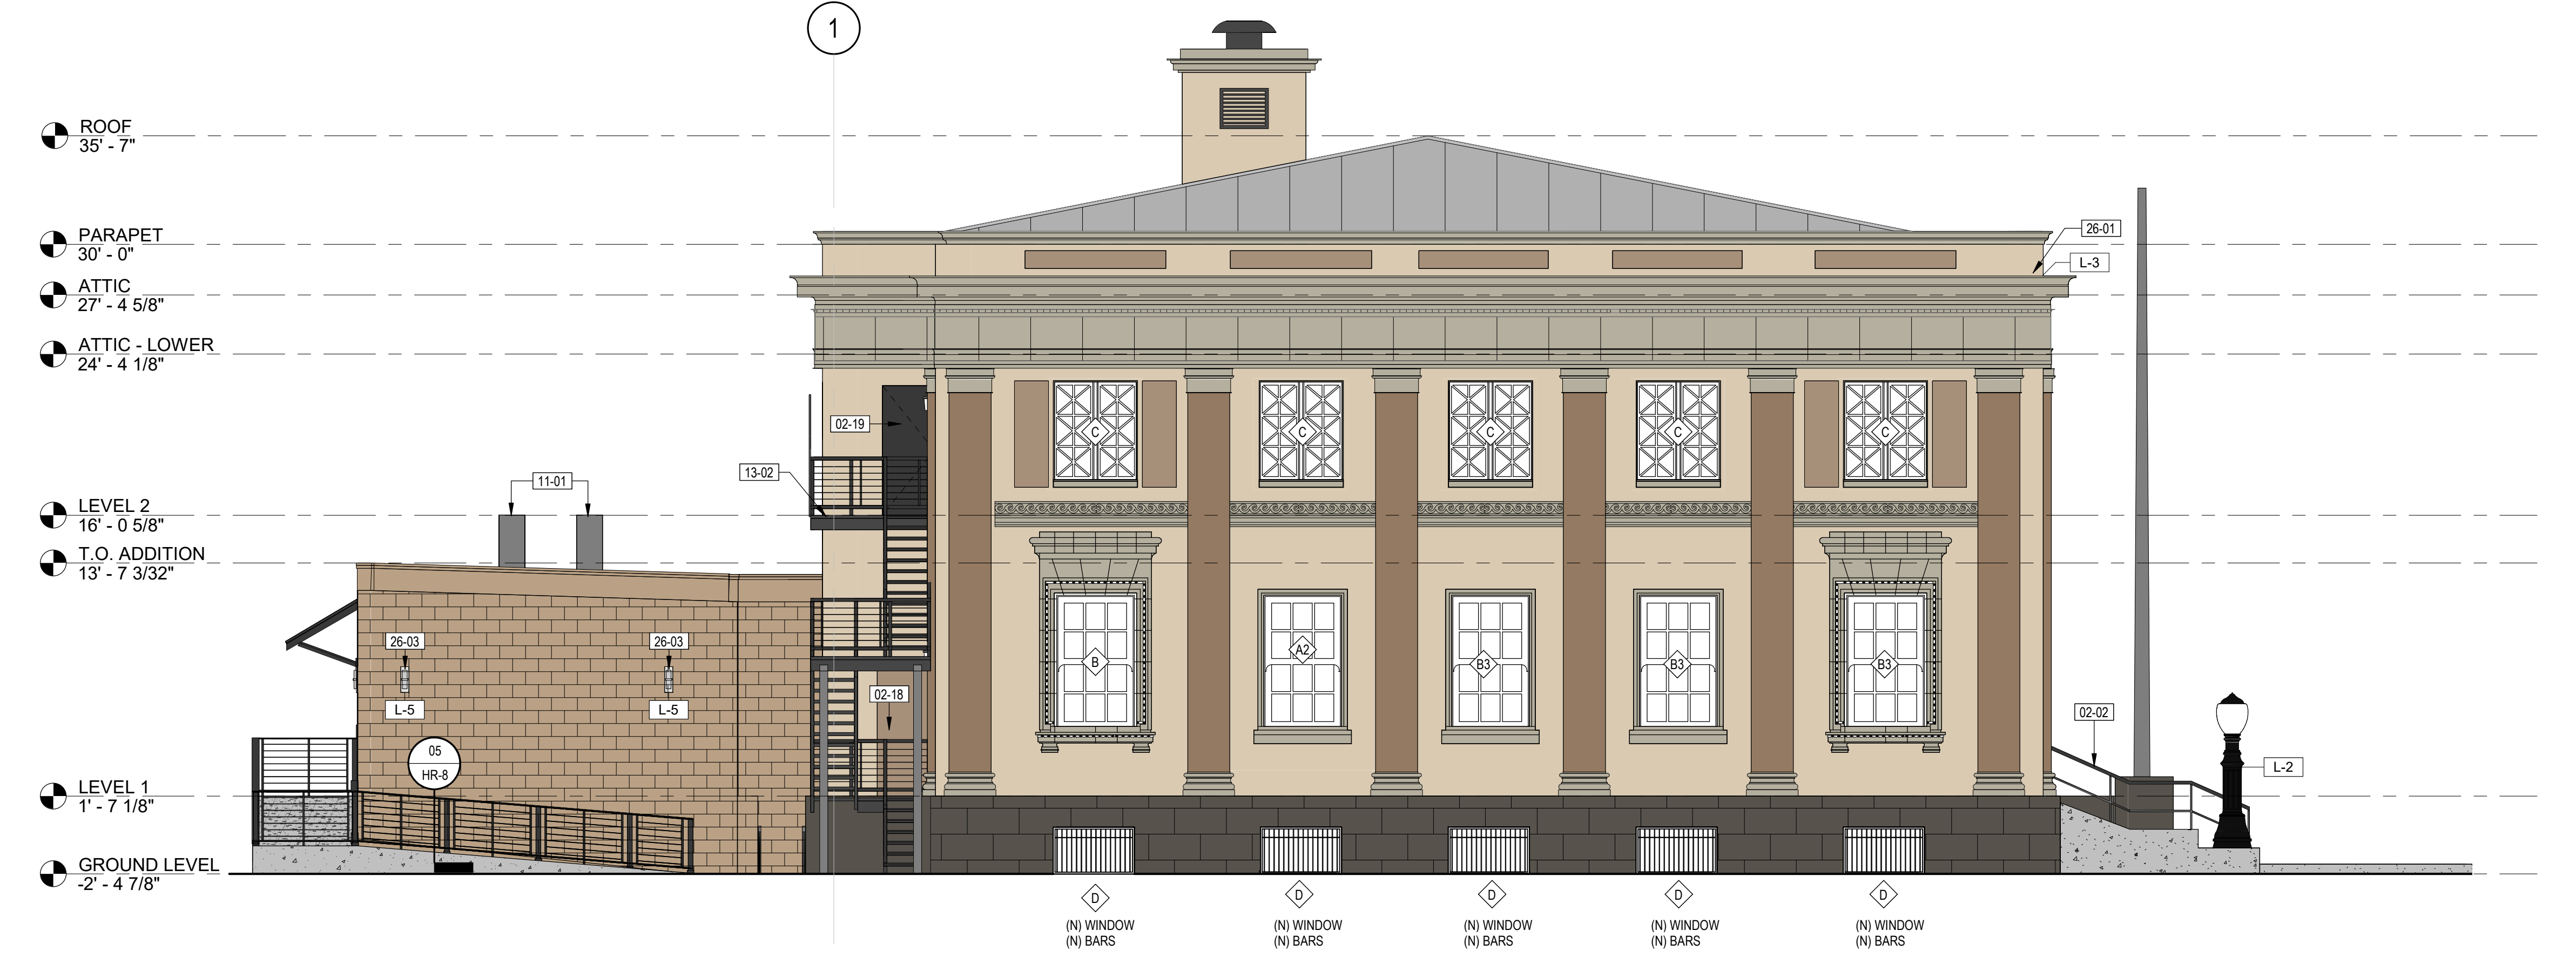 1
ROOF
35' - 7"
PARAPET
30' - 0"
26-01
L-3
ATTIC
27' - 4 5/8"
ATTIC - LOWER
24' - 4 1/8"
02-19
C
C
C
C
C
13-02
11-01
LEVEL 2
16' - 0 5/8"
T.O. ADDITION
13' - 7 3/32"
26-03
26-03
B
A2
B3
B3
B3
L-5
L-5
02-18
02-02
05
HR-8
L-2
LEVEL 1
1' - 7 1/8"
GROUND LEVEL
-2' - 4 7/8"
D
D
D
D
D
(N) WINDOW
(N) BARS
(N) WINDOW
(N) BARS
(N) WINDOW
(N) BARS
(N) WINDOW
(N) BARS
(N) WINDOW
(N) BARS